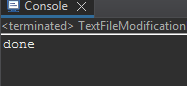 Console
<terminated> TextFileModification
done